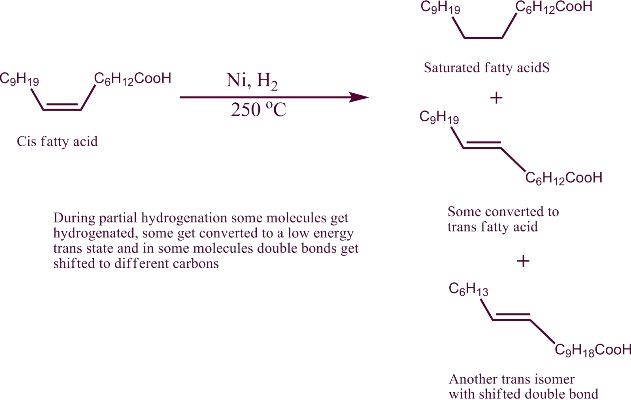 C9H19
C6H12CooH
Cis fatty acid
Ni, H2
250 °C
C9H19
C6H12COOH
Saturated fatty acidS
+
C9H19
C6H12CooH
Some converted to
trans fatty acid
+
C6H13
C9H18COOH
Another trans isomer
with shifted double bond
During partial hydrogenation some molecules get
hydrogenated, some get converted to a low energy
trans state and in some molecules double bonds get
shifted to different carbons